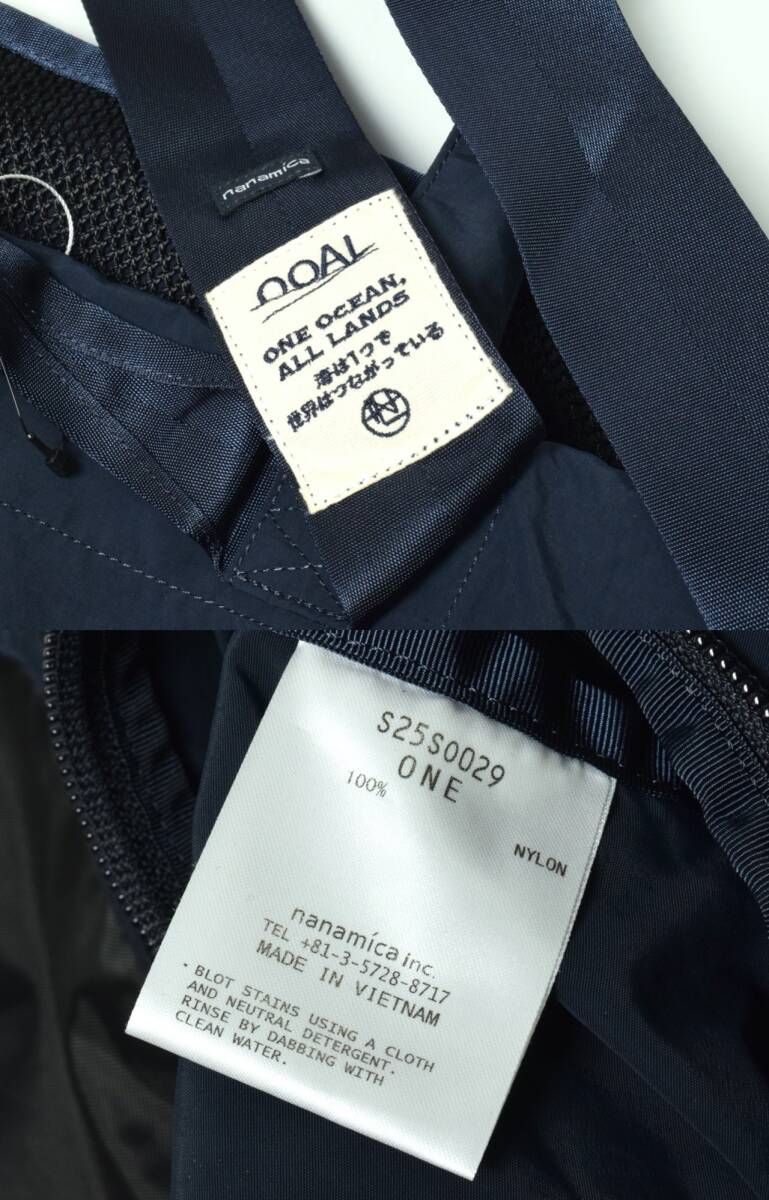 nanamica
OOAL
ONE OCEAN,
ALL LANDS
海は1つで
世界はつながっている
S25S0029
ONE
100%
NYLON
nanamica inc.
TEL +81-3-5728-8717
MADE IN VIETNAM
・BLOT STAINS USING A CLOTH
AND NEUTRAL DETERGENT.
RINSE BY DABBING WITH
CLEAN WATER.